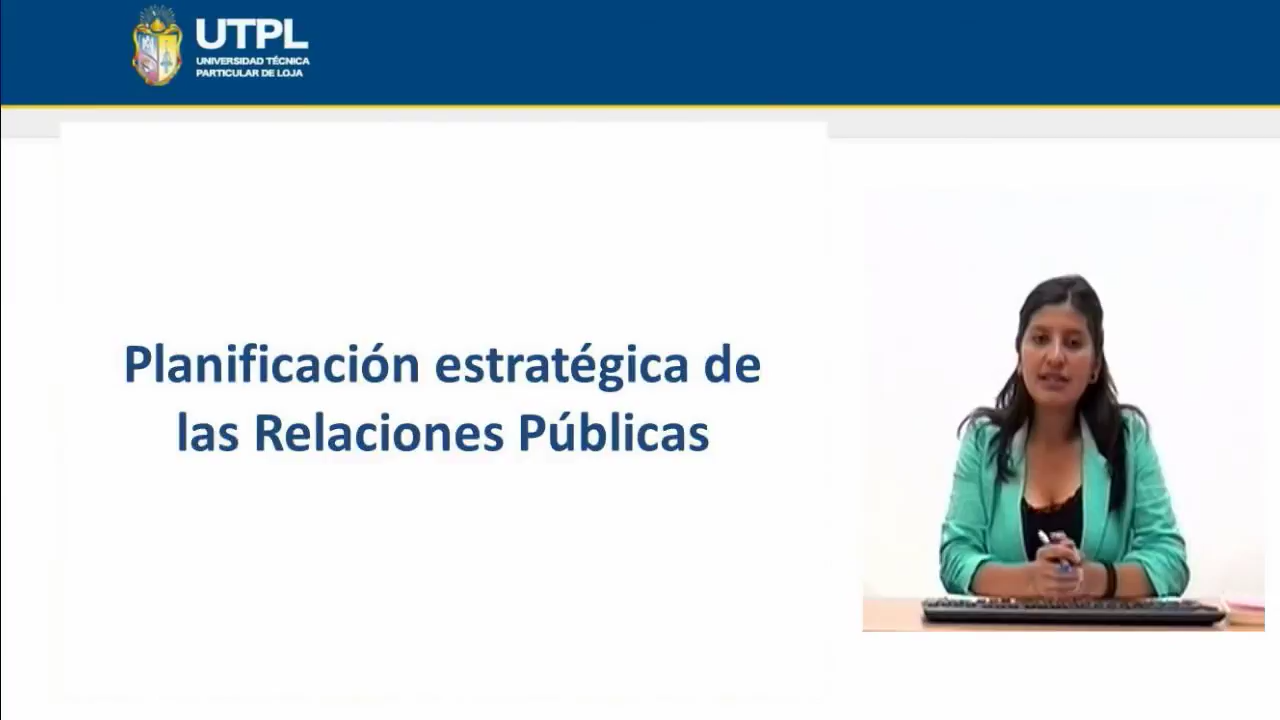 UTPL
UNIVERSIDAD TÉCNICA
PARTICULAR DE LOJA
Planificación estratégica de
las Relaciones Públicas